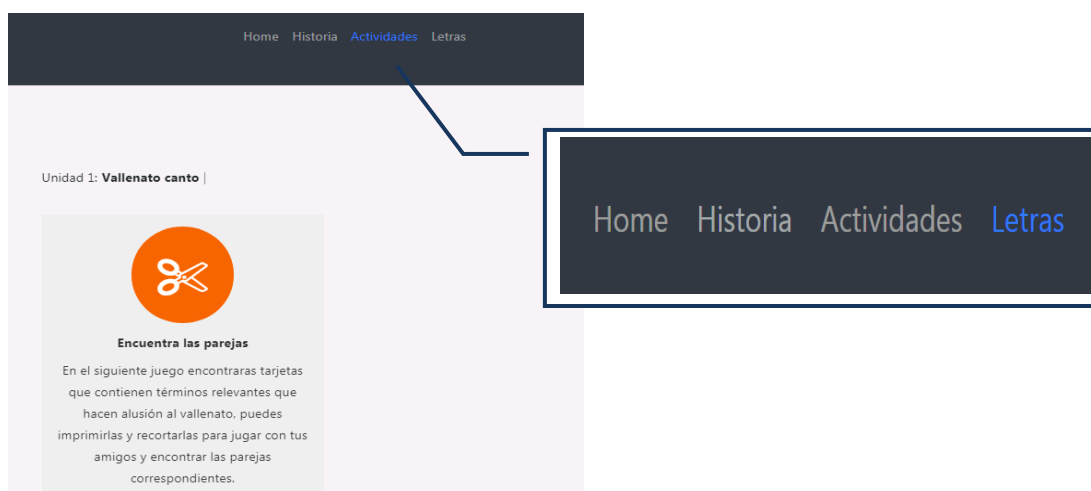 Home Historia Actividades Letras
Unidad 1: Vallenato canto |
Encuentra las parejas
En el siguiente juego encontraras tarjetas
que contienen términos relevantes que
hacen alusión al vallenato, puedes
imprimirlas y recortarlas para jugar con tus
amigos y encontrar las parejas
correspondientes.
Home Historia Actividades Letras